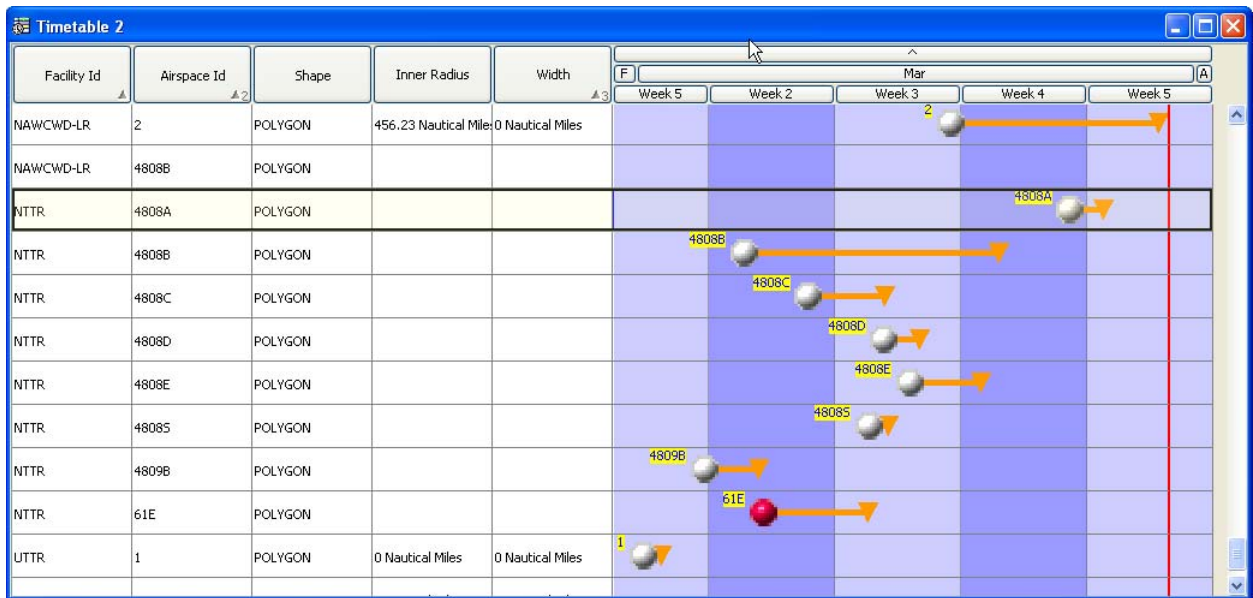 Timetable 2
Facility Id Airspace Id Shape Inner Radius Width
2 3
F Mar A
Week 5 Week 2 Week 3 Week 4 Week 5
NAWCWD-LR 2 POLYGON 456.23 Nautical Mile: 0 Nautical Miles 2
NAWCWD-LR 4808B POLYGON
NTTR 4808A POLYGON 4808A
NTTR 4808B POLYGON 4808B
NTTR 4808C POLYGON 4808C
NTTR 4808D POLYGON 4808D
NTTR 4808E POLYGON 4808E
NTTR 4808S POLYGON 4808S
NTTR 4809B POLYGON 4809B
NTTR 61E POLYGON 61E
UTTR 1 POLYGON 0 Nautical Miles 0 Nautical Miles 1